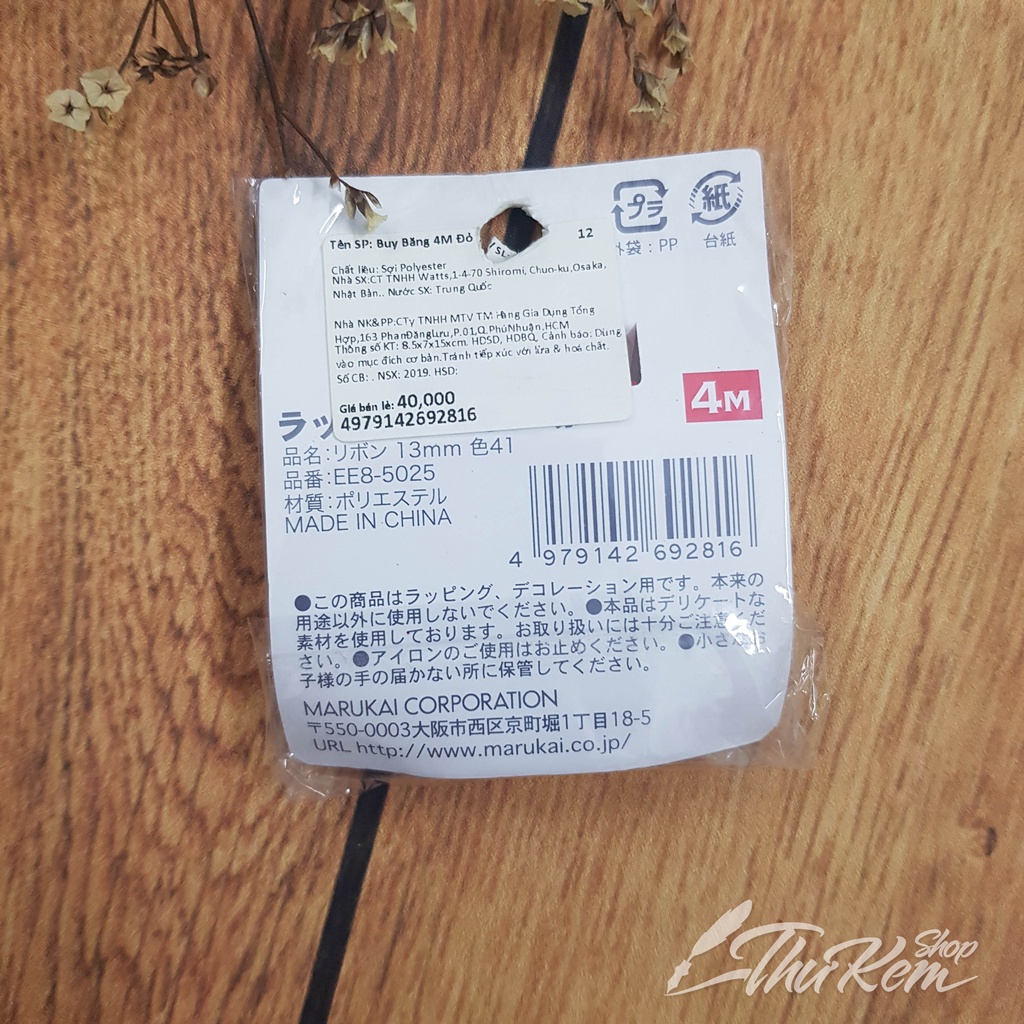 プラ
紙
外袋：PP
台紙
Tên SP: Buy Băng 4M Đỏ 12
Chất liệu: Sợi Polyester
Nhà SX:CT TNHH Watts,1-4-70 Shiromi, Chuo-ku,Osaka,
Nhật Bản.. Nước SX: Trung Quốc
Nhà NK&PP:CTy TNHH MTV TM Hàng Gia Dụng Tổng
Hợp,163 PhanĐăngLưu,P.01,Q.PhúNhuận,HCM
Thông số KT: 8.5x7x15xcm. HDSD, HDBQ, Cảnh báo: Dùng
vào mục đích cơ bản.Tránh tiếp xúc với lửa & hoá chất.
Số CB: . NSX: 2019. HSD:
Giá bán lẻ: 40,000
4979142692816
4M
品名：リボン 13mm 色41
品番：EE8-5025
材質：ポリエステル
MADE IN CHINA
4 979142 692816
●この商品はラッピング、デコレーション用です。本来の
用途以外に使用しないでください。●本品はデリケートな
素材を使用しております。お取り扱いには十分ご注意くだ
さい。●アイロンのご使用はお止めください。●小さなお
子様の手の届かない所に保管してください。
MARUKAI CORPORATION
〒550-0003大阪市西区京町堀1丁目18-5
URL http://www.marukai.co.jp/
ThuKem Shop